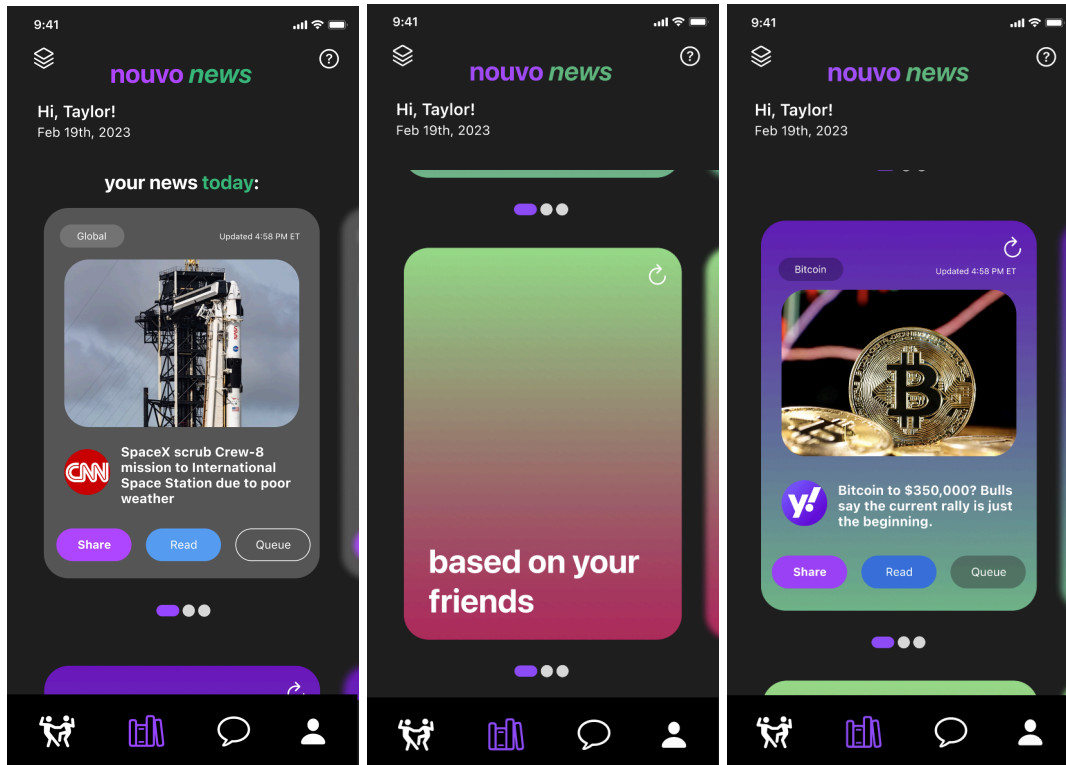 9:41
nouvo news
Hi, Taylor!
Feb 19th, 2023
your news today:
Global
Updated 4:58 PM ET
CNN
SpaceX scrub Crew-8
mission to International
Space Station due to poor
weather
Share
Read
Queue
9:41
nouvo news
Hi, Taylor!
Feb 19th, 2023
based on your
friends
9:41
nouvo news
Hi, Taylor!
Feb 19th, 2023
Bitcoin
Updated 4:58 PM ET
y!
Bitcoin to $350,000? Bulls
say the current rally is just
the beginning.
Share
Read
Queue